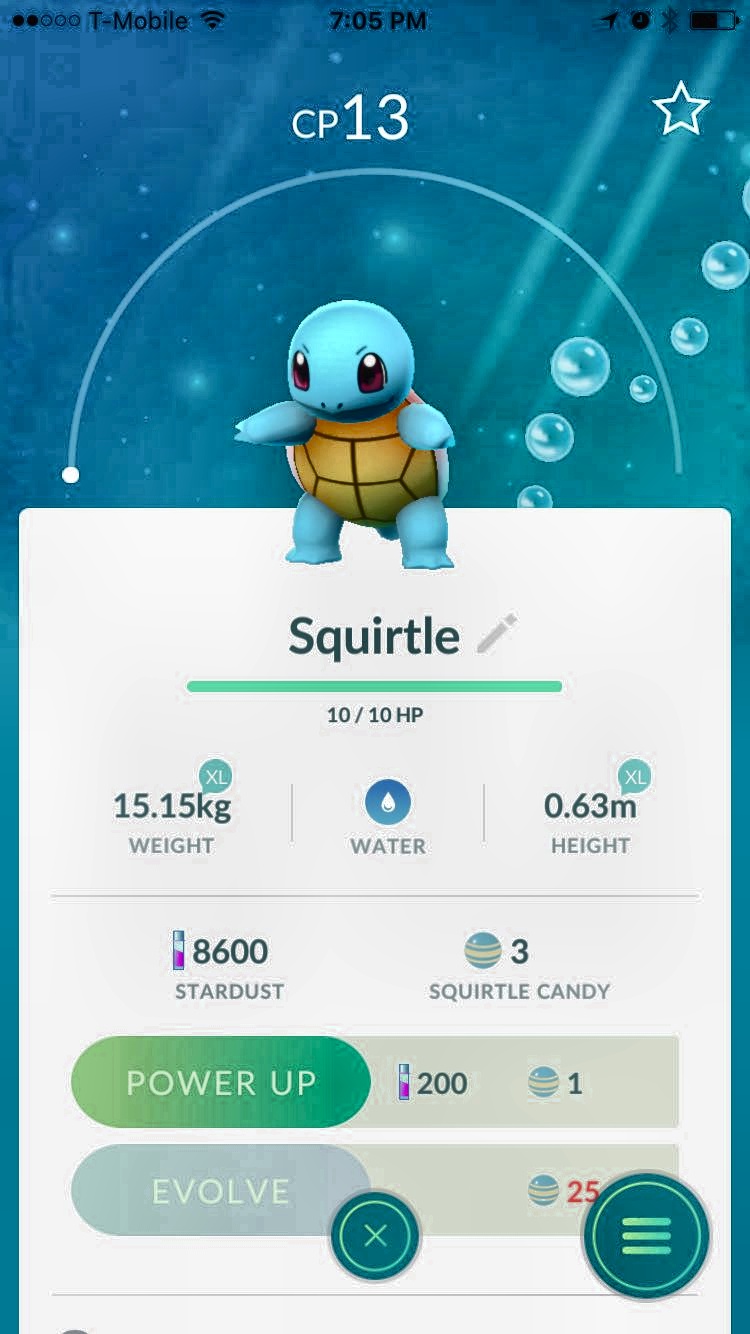 T-Mobile 7:05 PM
CP13
Squirtle
10 / 10 HP
XL XL
15.15kg 0.63m
WEIGHT WATER HEIGHT
8600 3
STARDUST SQUIRTLE CANDY
POWER UP 200 1
EVOLVE 25